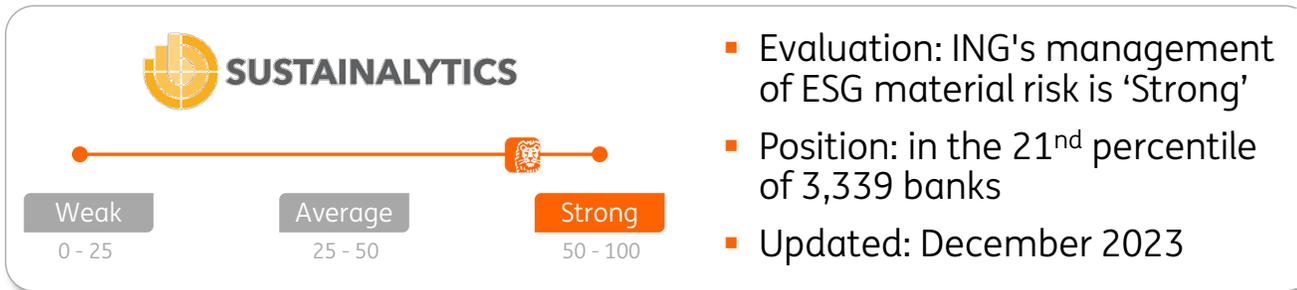 SUSTAINALYTICS
Weak
Average
Strong
0 - 25
25 - 50
50 - 100
▪ Evaluation: ING's management
of ESG material risk is ‘Strong’
▪ Position: in the 21nd percentile
of 3,339 banks
▪ Updated: December 2023